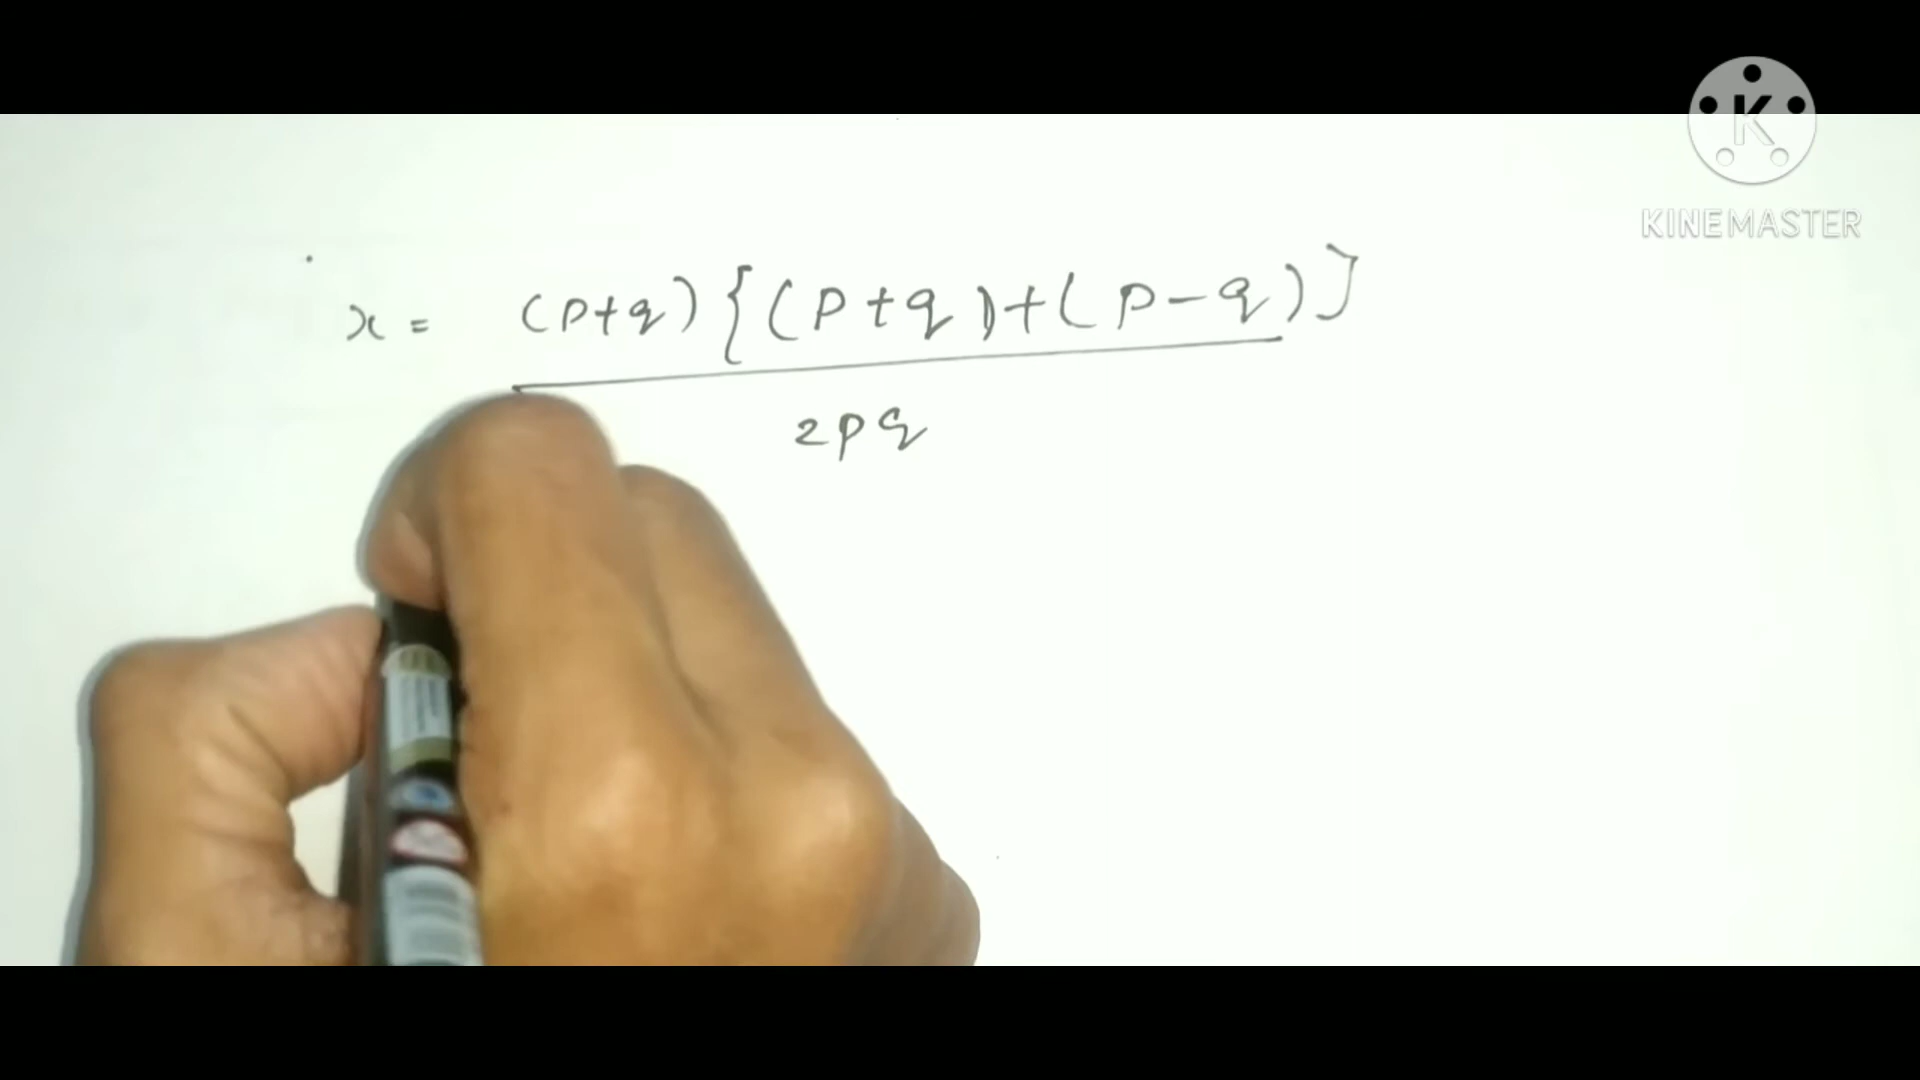 K
KINEMASTER
x = (p+q){(p+q)+(p-q)]
2pq